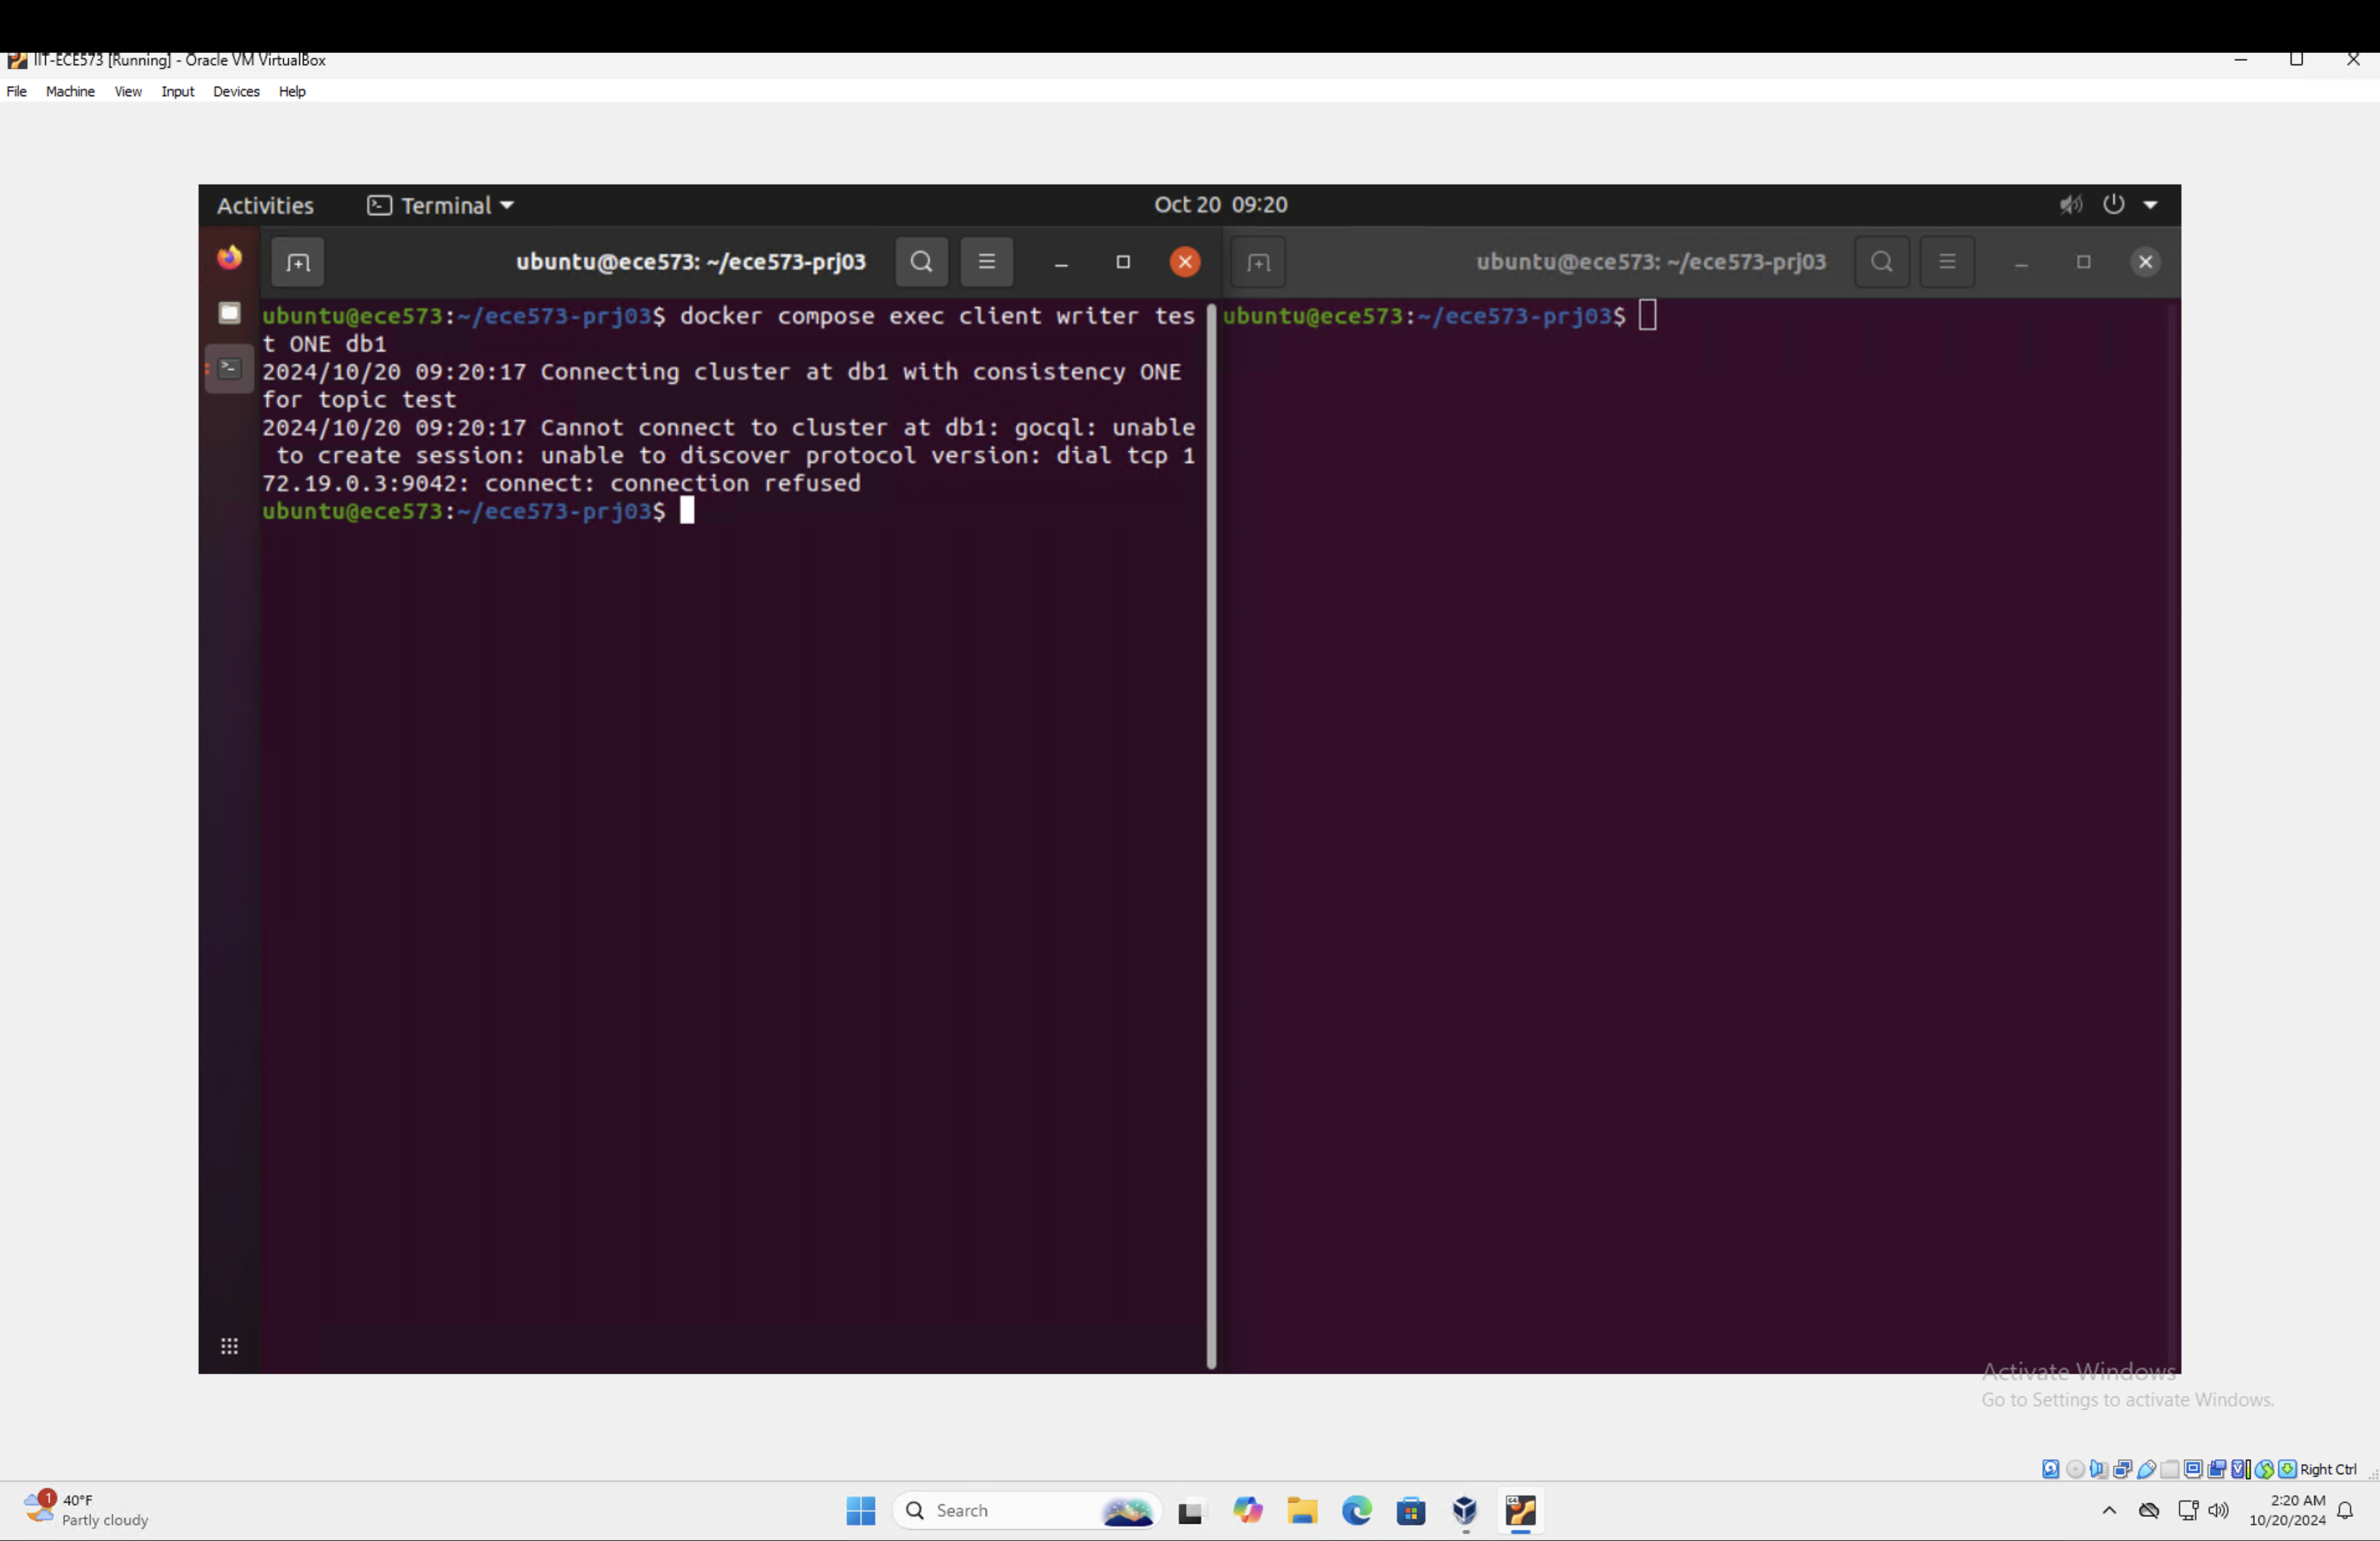 IIT-ECE573 [Running] - Oracle VM VirtualBox
File Machine View Input Devices Help
Activities Terminal Oct 20 09:20
ubuntu@ece573: ~/ece573-prj03
ubuntu@ece573:~/ece573-prj03$ docker compose exec client writer tes
t ONE db1
2024/10/20 09:20:17 Connecting cluster at db1 with consistency ONE
for topic test
2024/10/20 09:20:17 Cannot connect to cluster at db1: gocql: unable
to create session: unable to discover protocol version: dial tcp 1
72.19.0.3:9042: connect: connection refused
ubuntu@ece573:~/ece573-prj03$
ubuntu@ece573: ~/ece573-prj03
ubuntu@ece573:~/ece573-prj03$
Activate Windows
Go to Settings to activate Windows.
Right Ctrl
1
40°F
Partly cloudy
Search
2:20 AM
10/20/2024